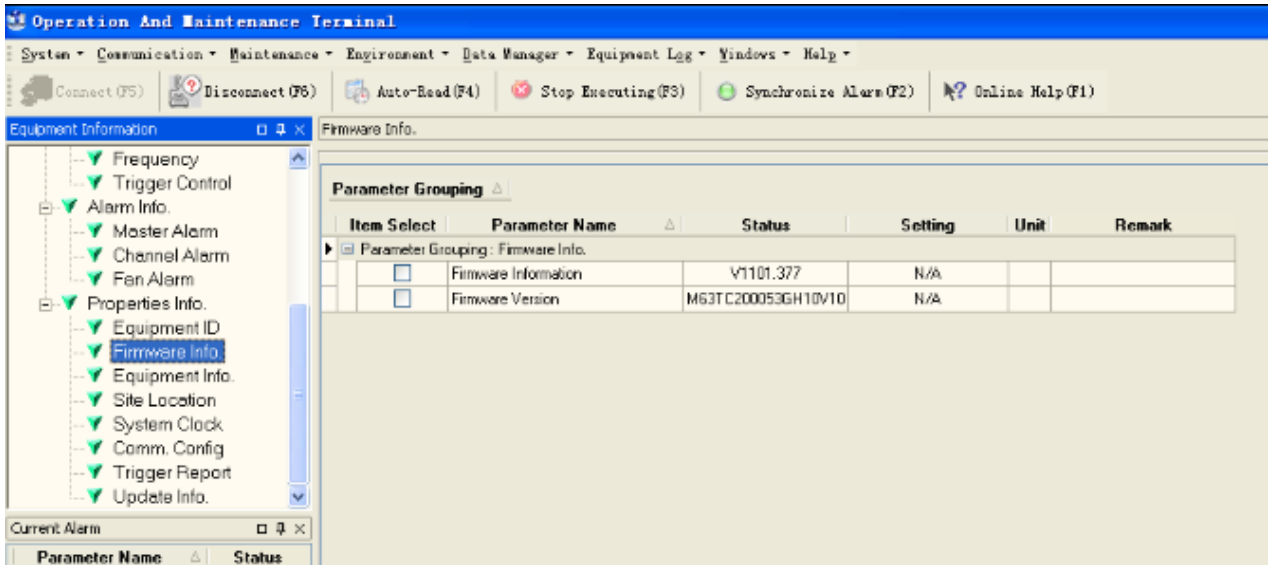 Operation And Maintenance Terminal
System Communication Maintenance Environment Data Manager Equipment Log Windows Help
Connect(F5) Disconnect(F6) Auto-Read(F4) Stop Executing(F3) Synchronize Alarm(F2) Online Help(F1)
Equipment Information
Frequency
Trigger Control
Alarm Info.
Master Alarm
Channel Alarm
Fan Alarm
Properties Info.
Equipment ID
Firmware Info.
Equipment Info.
Site Location
System Clock
Comm. Config
Trigger Report
Update Info.
Current Alarm
Parameter Name Status
Firmware Info.
Parameter Grouping
Item Select Parameter Name Status Setting Unit Remark
Parameter Grouping : Firmware Info.
Firmware Information V1101.377 N/A
Firmware Version M63TC200053GH10V10 N/A